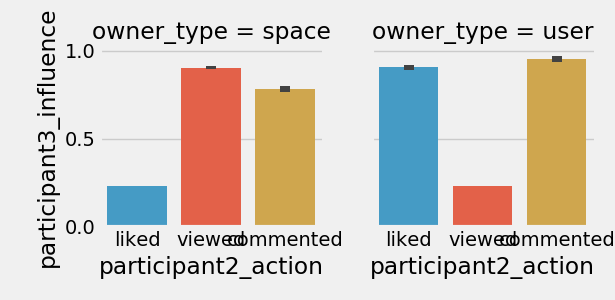 owner_type = space
owner_type = user
participant3_influence
1.0
0.5
0.0
liked
viewed
commented
liked
viewed
commented
participant2_action
participant2_action